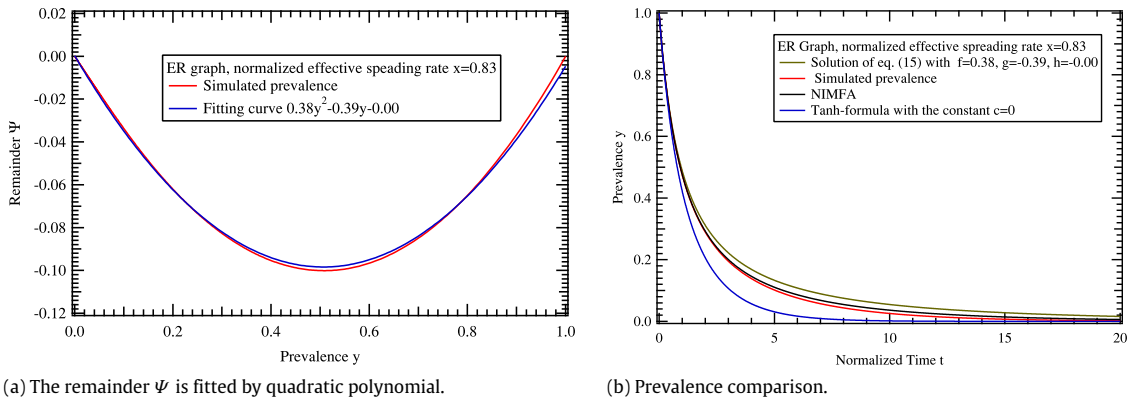 0.00
-0.02
-0.04
-0.06
-0.08
-0.10
-0.12
Remainder Ψ
ER graph, normalized effective speading rate x=0.83
Simulated prevalence
Fitting curve 0.38y²-0.39y-0.00
0.0
0.2
0.4
0.6
0.8
1.0
Prevalence y
(a) The remainder Ψ is fitted by quadratic polynomial.
1.0
0.8
0.6
0.4
0.2
0.0
Prevalence y
ER Graph, normalized effective spreading rate x=0.83
Solution of eq. (15) with f=0.38, g=-0.39, h=-0.00
Simulated prevalence
NIMFA
Tanh-formula with the constant c=0
0
5
10
15
20
Normalized Time t
(b) Prevalence comparison.